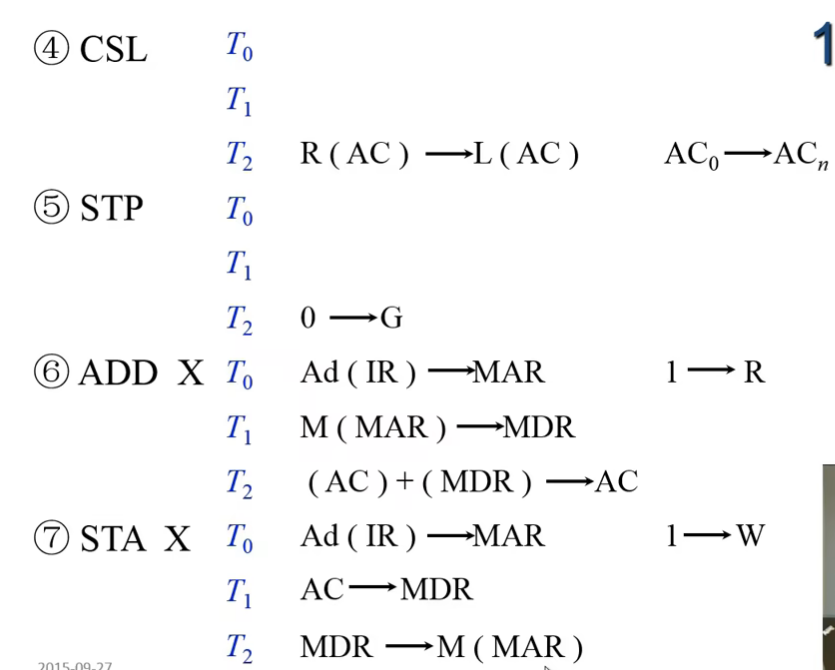 ④ CSL T₀ 1
T₁
T₂ R ( AC ) → L ( AC ) AC₀ → ACₙ
⑤ STP T₀
T₁
T₂ 0 → G
⑥ ADD X T₀ Ad ( IR ) → MAR 1 → R
T₁ M ( MAR ) → MDR
T₂ ( AC ) + ( MDR ) → AC
⑦ STA X T₀ Ad ( IR ) → MAR 1 → W
T₁ AC → MDR
T₂ MDR → M ( MAR )
2015-09-27